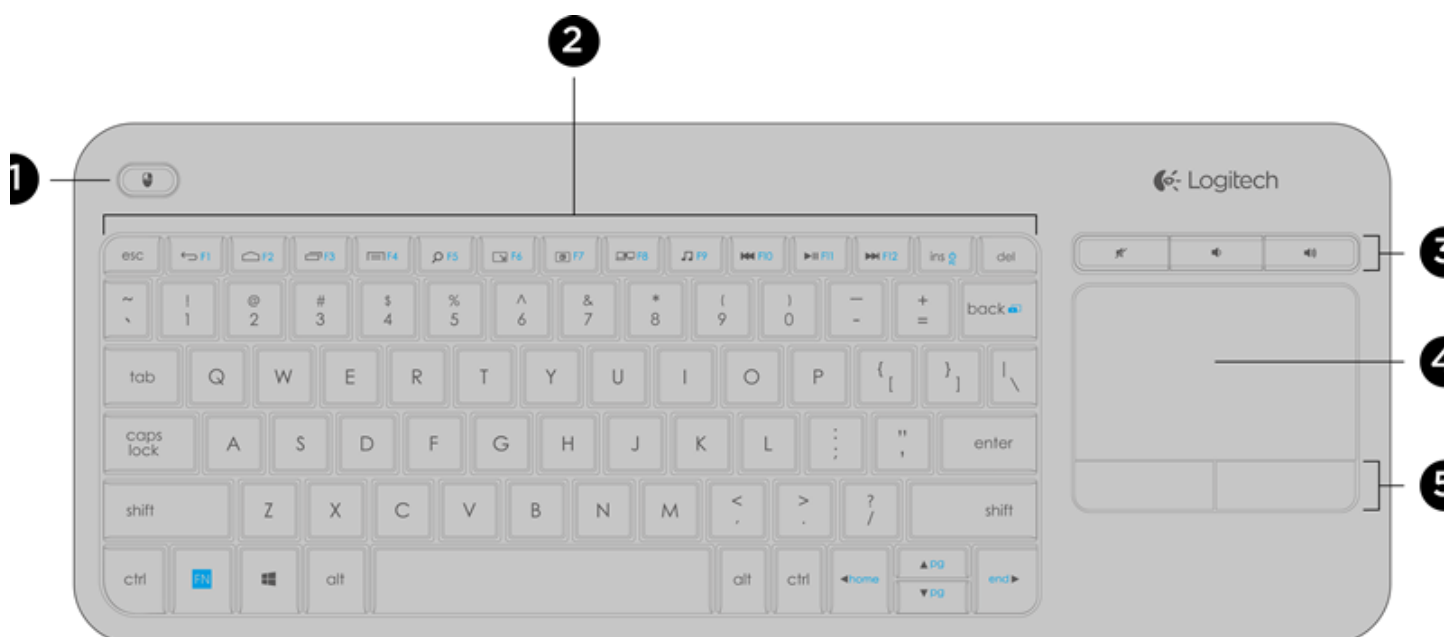 2
1
Logitech
3
esc F1 F2 F3 F4 F5 F6 F7 F8 F9 F10 F11 F12 ins del
~ ` ! 1 @ 2 # 3 $ 4 % 5 ^ 6 & 7 * 8 ( 9 ) 0 — - + = back
tab Q W E R T Y U I O P { [ } ] | \
4
caps lock A S D F G H J K L : ; " ' enter
shift Z X C V B N M < , > . ? / shift
5
ctrl FN alt alt ctrl ◀home ▲pg ▼pg end▶